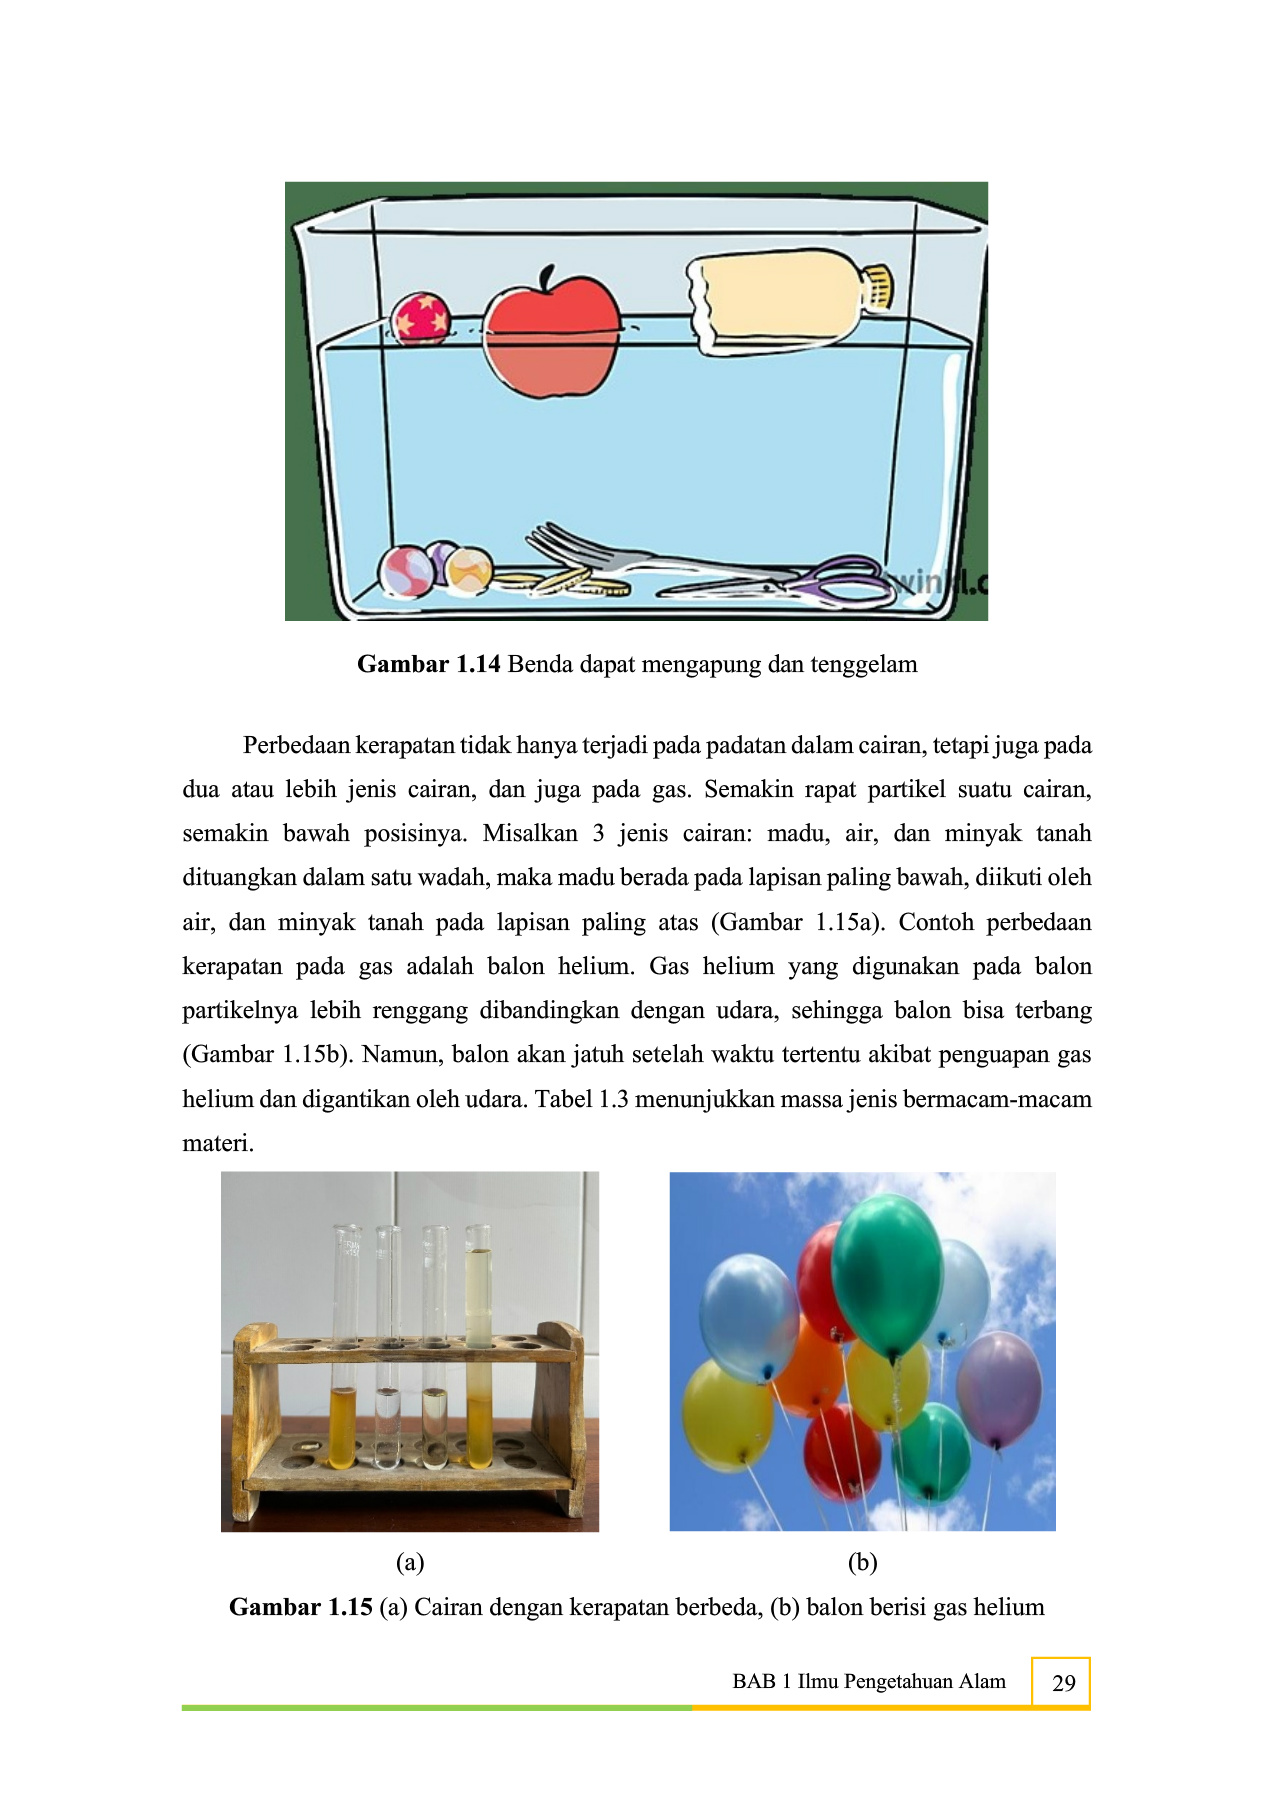 twinkl.c
Gambar 1.14 Benda dapat mengapung dan tenggelam
Perbedaan kerapatan tidak hanya terjadi pada padatan dalam cairan, tetapi juga pada
dua atau lebih jenis cairan, dan juga pada gas. Semakin rapat partikel suatu cairan,
semakin bawah posisinya. Misalkan 3 jenis cairan: madu, air, dan minyak tanah
dituangkan dalam satu wadah, maka madu berada pada lapisan paling bawah, diikuti oleh
air, dan minyak tanah pada lapisan paling atas (Gambar 1.15a). Contoh perbedaan
kerapatan pada gas adalah balon helium. Gas helium yang digunakan pada balon
partikelnya lebih renggang dibandingkan dengan udara, sehingga balon bisa terbang
(Gambar 1.15b). Namun, balon akan jatuh setelah waktu tertentu akibat penguapan gas
helium dan digantikan oleh udara. Tabel 1.3 menunjukkan massa jenis bermacam-macam
materi.
(a) (b)
Gambar 1.15 (a) Cairan dengan kerapatan berbeda, (b) balon berisi gas helium
BAB 1 Ilmu Pengetahuan Alam 29